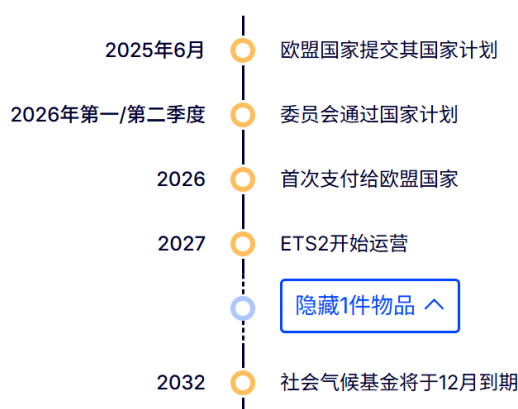 2025年6月 欧盟国家提交其国家计划
2026年第一/第二季度 委员会通过国家计划
2026 首次支付给欧盟国家
2027 ETS2开始运营
隐藏1件物品
2032 社会气候基金将于12月到期